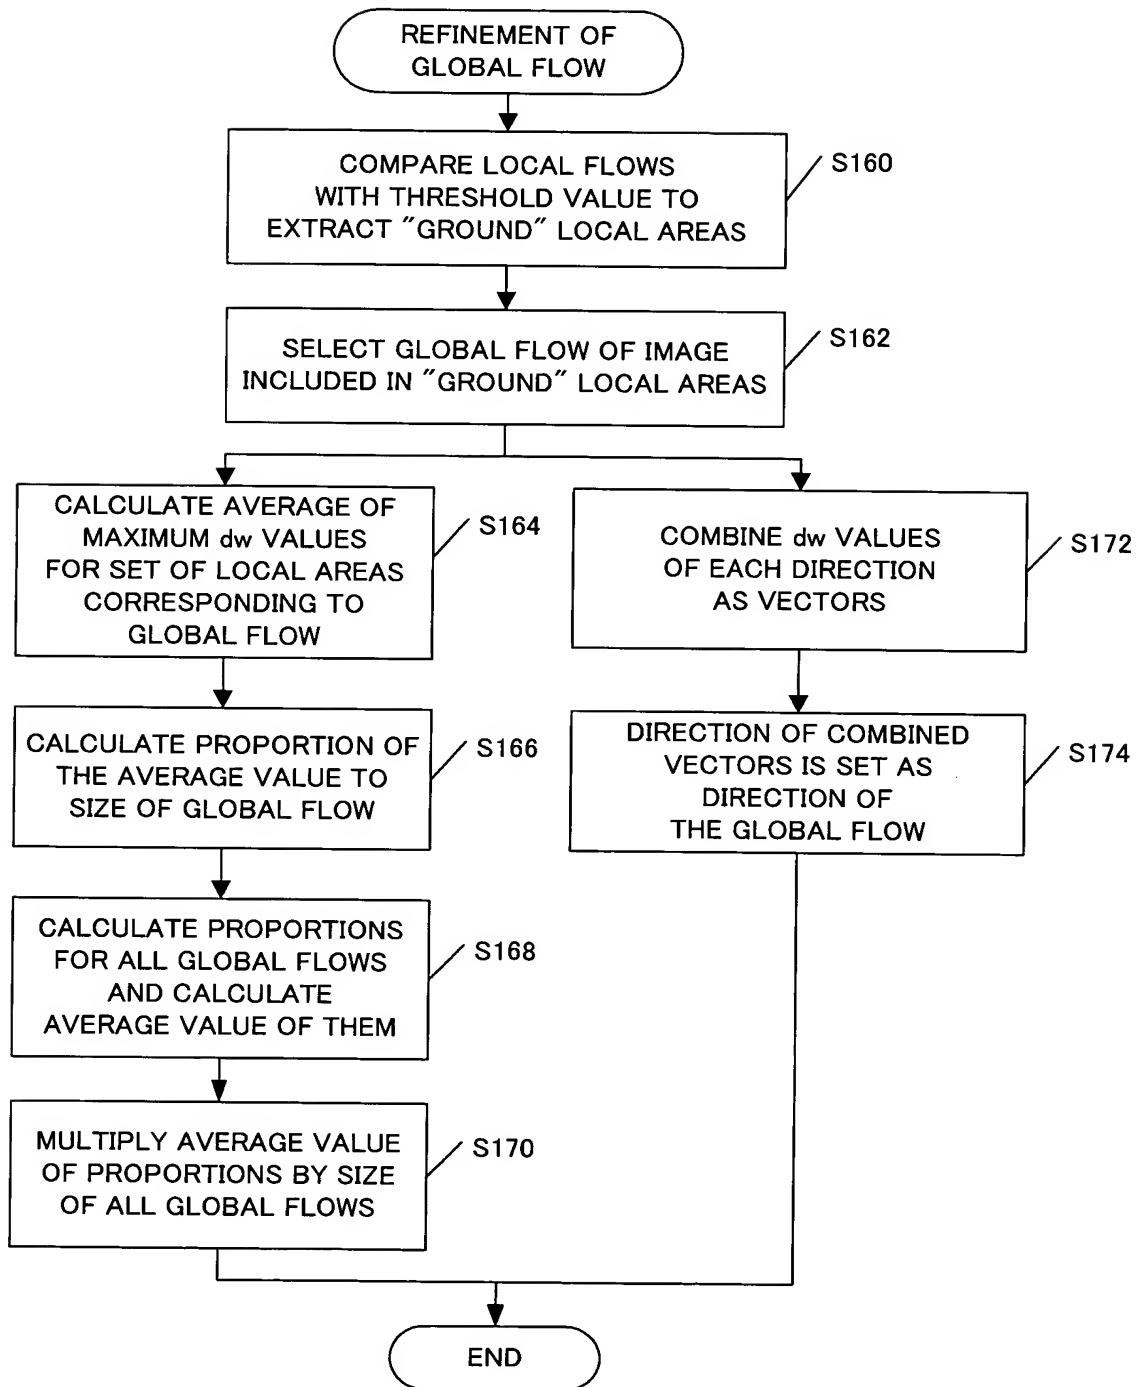 REFINEMENT OF
GLOBAL FLOW
COMPARE LOCAL FLOWS
WITH THRESHOLD VALUE TO
EXTRACT "GROUND" LOCAL AREAS
S160
SELECT GLOBAL FLOW OF IMAGE
INCLUDED IN "GROUND" LOCAL AREAS
S162
CALCULATE AVERAGE OF
MAXIMUM dw VALUES
FOR SET OF LOCAL AREAS
CORRESPONDING TO
GLOBAL FLOW
S164
CALCULATE PROPORTION OF
THE AVERAGE VALUE TO
SIZE OF GLOBAL FLOW
S166
CALCULATE PROPORTIONS
FOR ALL GLOBAL FLOWS
AND CALCULATE
AVERAGE VALUE OF THEM
S168
MULTIPLY AVERAGE VALUE
OF PROPORTIONS BY SIZE
OF ALL GLOBAL FLOWS
S170
COMBINE dw VALUES
OF EACH DIRECTION
AS VECTORS
S172
DIRECTION OF COMBINED
VECTORS IS SET AS
DIRECTION OF
THE GLOBAL FLOW
S174
END